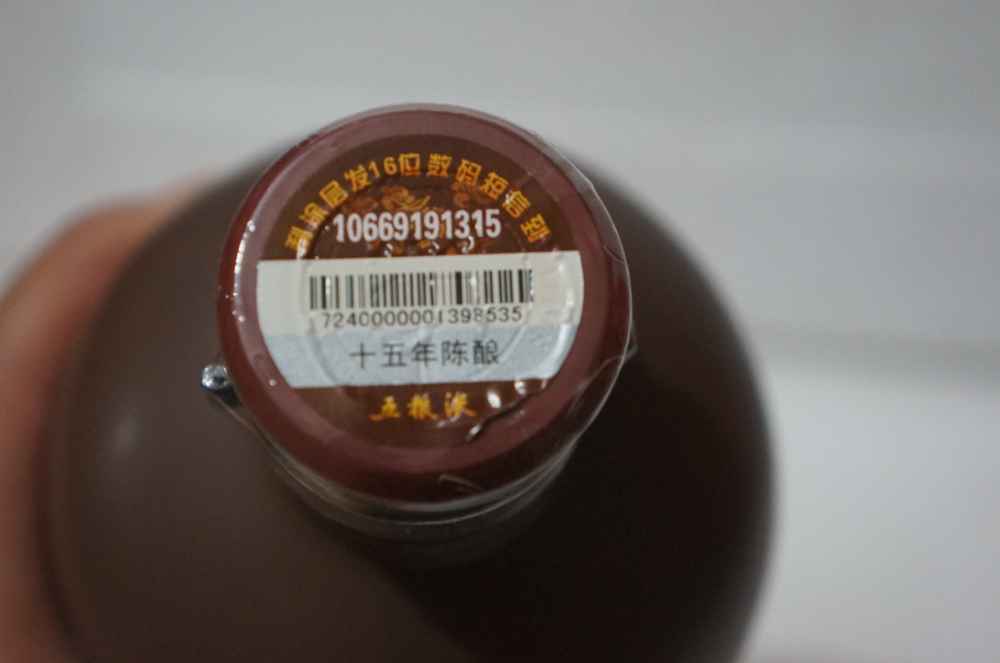 刮涂层发16位数码短信到
10669191315
7240000001398535
十五年陈酿
五粮液